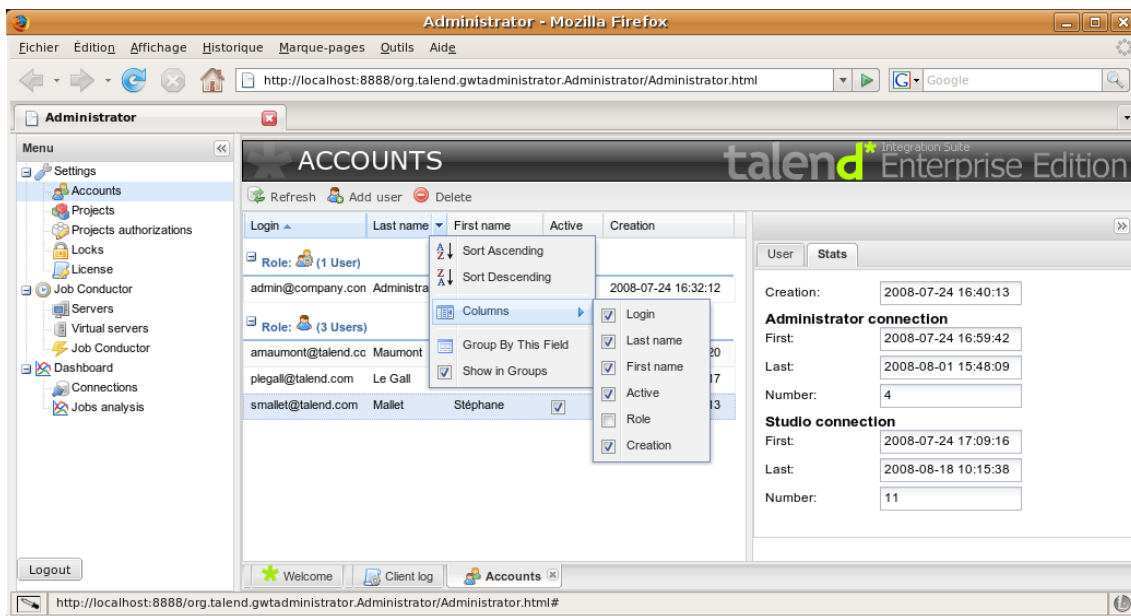 Administrator - Mozilla Firefox
Fichier Édition Affichage Historique Marque-pages Outils Aide
http://localhost:8888/org.talend.gwtadministrator.Administrator/Administrator.html
G Google
Administrator
Menu
Settings
Accounts
Projects
Projects authorizations
Locks
License
Job Conductor
Servers
Virtual servers
Job Conductor
Dashboard
Connections
Jobs analysis
Logout
ACCOUNTS
talend*
Integration Suite
Enterprise Edition
Refresh Add user Delete
Login Last name First name Active Creation
Role: (1 User)
admin@company.con Administra 2008-07-24 16:32:12
Role: (3 Users)
amaumont@talend.cc Maumont 20
plegall@talend.com Le Gall 17
smallet@talend.com Mallet Stéphane 13
Sort Ascending
Sort Descending
Columns
Group By This Field
Show in Groups
Login
Last name
First name
Active
Role
Creation
User Stats
Creation: 2008-07-24 16:40:13
Administrator connection
First: 2008-07-24 16:59:42
Last: 2008-08-01 15:48:09
Number: 4
Studio connection
First: 2008-07-24 17:09:16
Last: 2008-08-18 10:15:38
Number: 11
Welcome Client log Accounts
http://localhost:8888/org.talend.gwtadministrator.Administrator/Administrator.html#